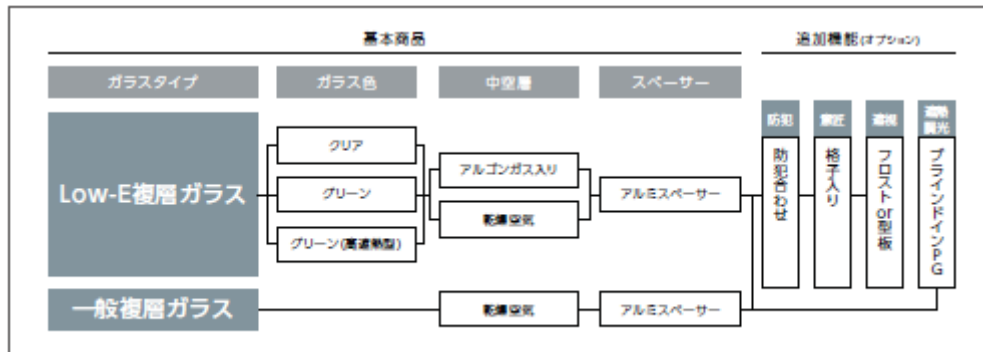 基本商品
追加機能(オプション)
ガラスタイプ
ガラス色
中空層
スペーサー
防犯
意匠
遮視
遮熱調光
Low-E複層ガラス
クリア
グリーン
グリーン(高遮熱型)
アルゴンガス入り
乾燥空気
アルミスペーサー
防犯合わせ
格子入り
フロストor型板
ブラインドインPG
一般複層ガラス
乾燥空気
アルミスペーサー